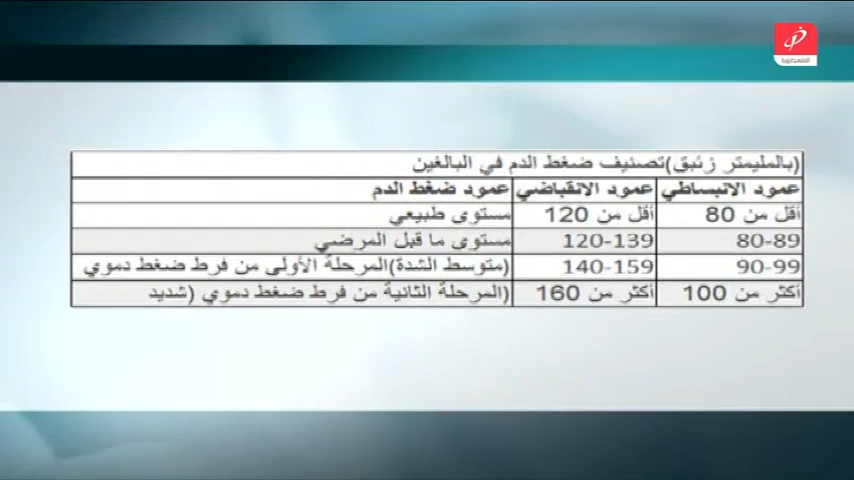 المتصورة
(بالمليمتر زئبق)تصنيف ضغط الدم في البالغين
عمود الانبساطي عمود الانقباضي عمود ضغط الدم
أقل من 80 أقل من 120 مستوى طبيعي
80-89 120-139 مستوى ما قبل المرضي
90-99 140-159 (متوسط الشدة)المرحلة الأولى من فرط ضغط دموي
أكثر من 100 أكثر من 160 (المرحلة الثانية من فرط ضغط دموي (شديد